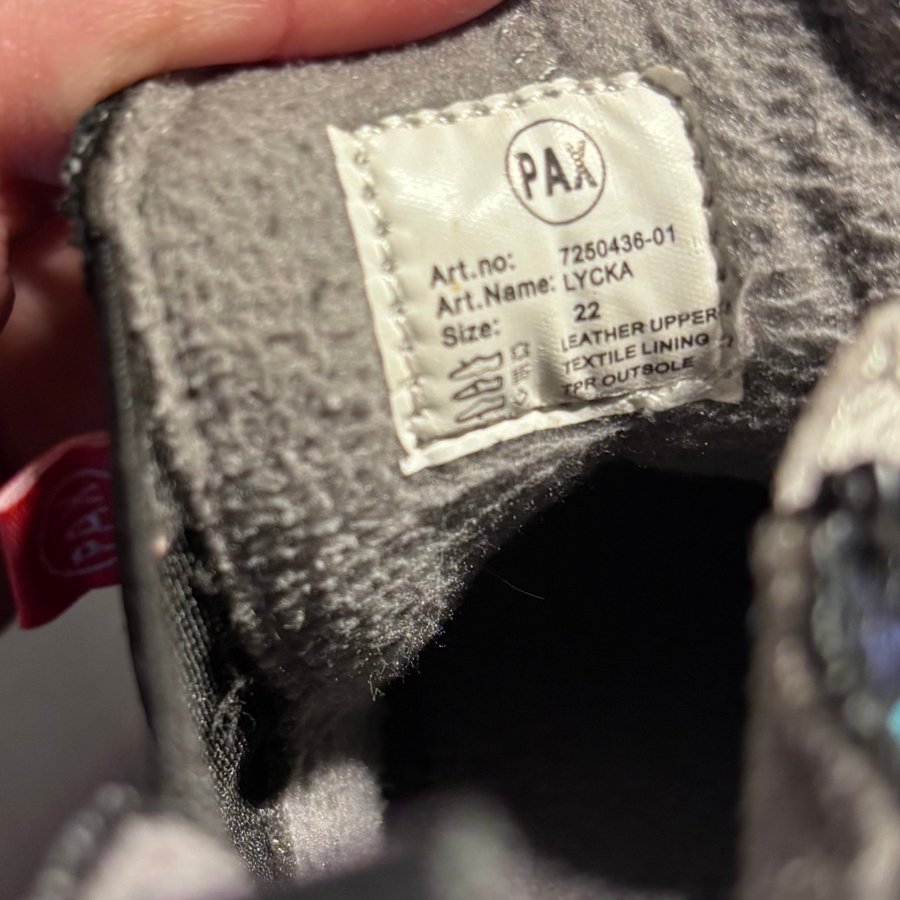 PAX
Art.no: 7250436-01
Art.Name: LYCKA
Size: 22
LEATHER UPPER
TEXTILE LINING
TPR OUTSOLE
PAX